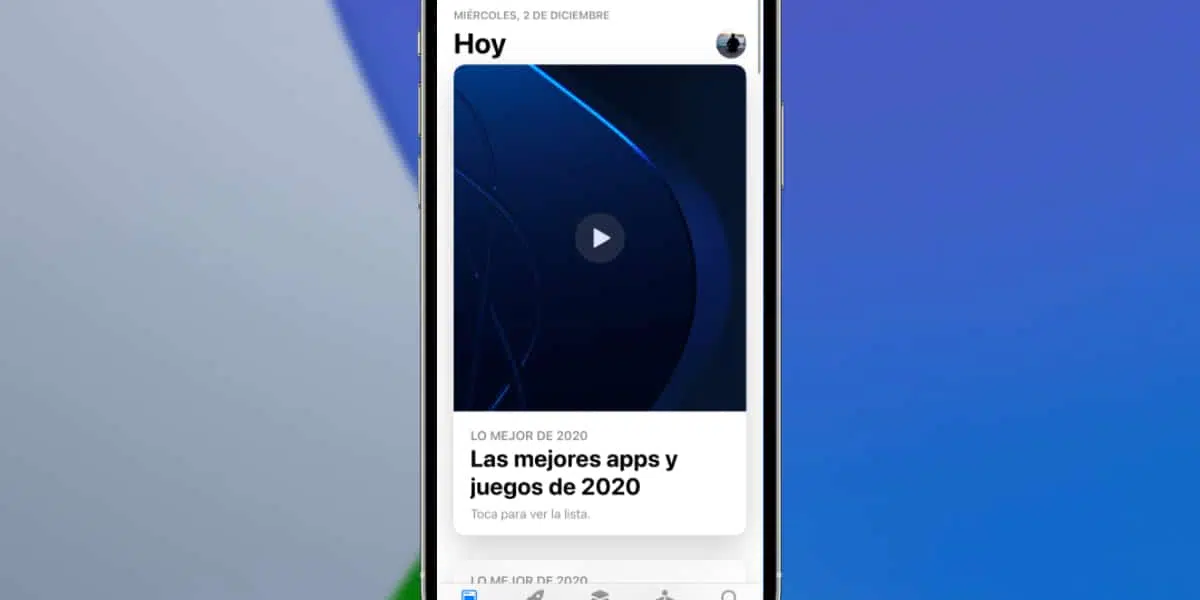 MIÉRCOLES, 2 DE DICIEMBRE
Hoy
LO MEJOR DE 2020
Las mejores apps y
juegos de 2020
Toca para ver la lista.
LO MEJOR DE 2020